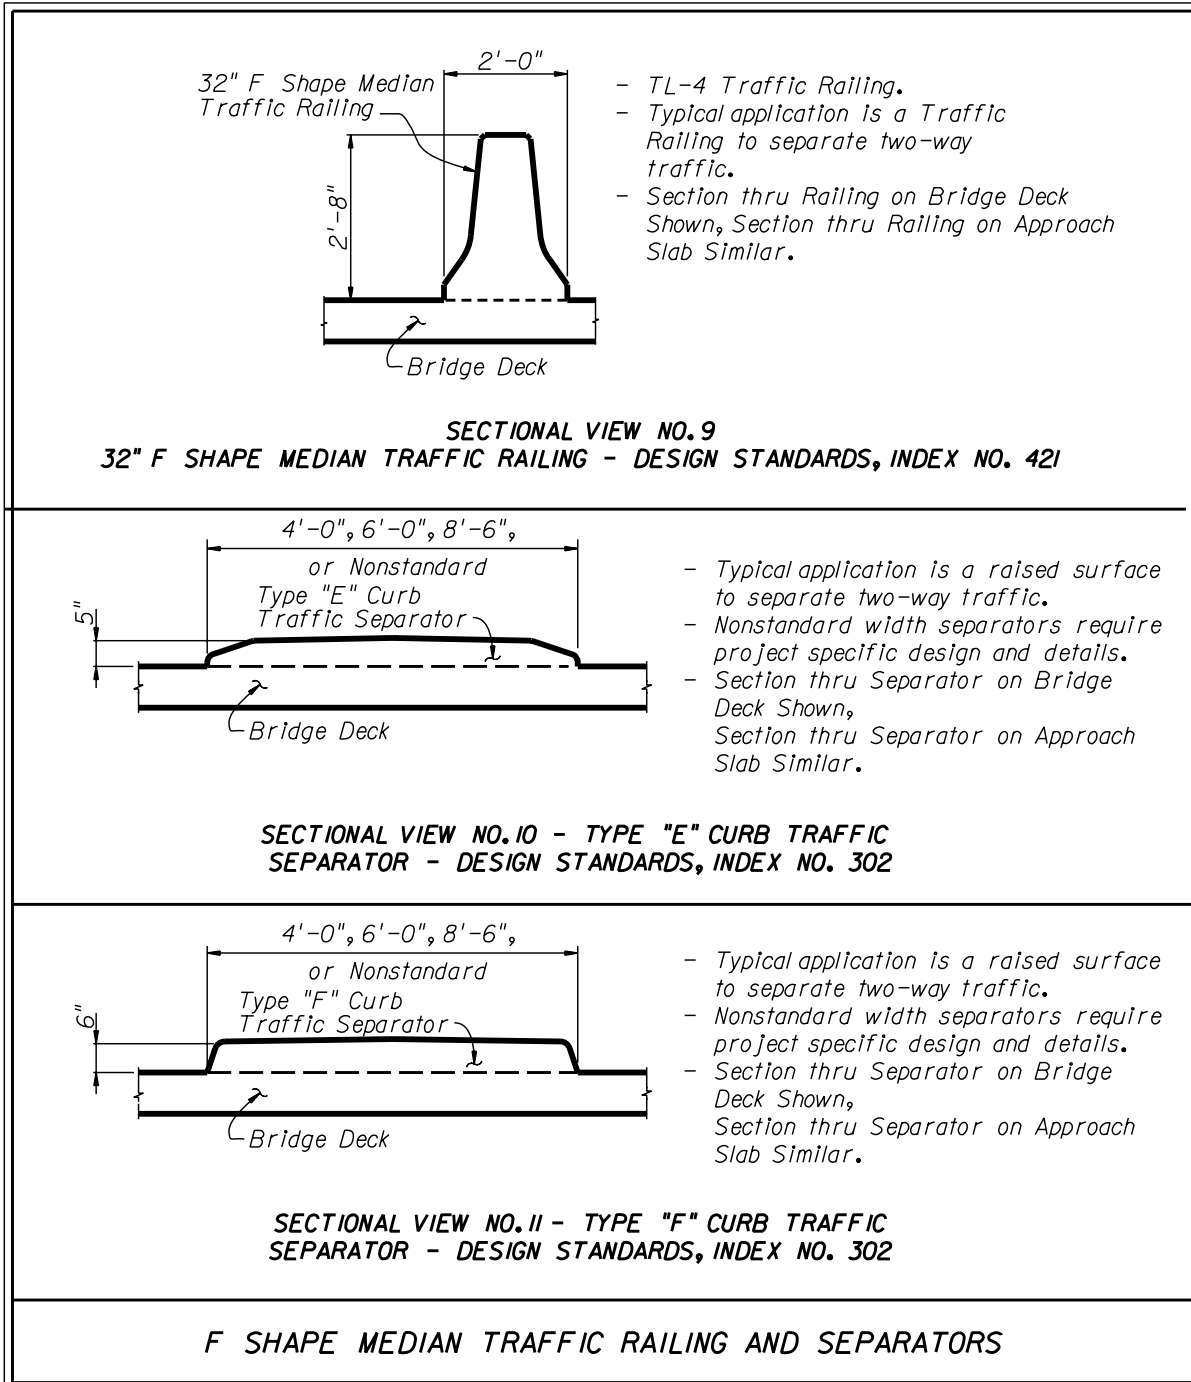 2'-0"
32" F Shape Median
Traffic Railing
2'-8"
Bridge Deck
- TL-4 Traffic Railing.
- Typical application is a Traffic
Railing to separate two-way
traffic.
- Section thru Railing on Bridge Deck
Shown, Section thru Railing on Approach
Slab Similar.
SECTIONAL VIEW NO. 9
32" F SHAPE MEDIAN TRAFFIC RAILING - DESIGN STANDARDS, INDEX NO. 421
4'-0", 6'-0", 8'-6",
or Nonstandard
Type "E" Curb
Traffic Separator
5"
Bridge Deck
- Typical application is a raised surface
to separate two-way traffic.
- Nonstandard width separators require
project specific design and details.
- Section thru Separator on Bridge
Deck Shown,
Section thru Separator on Approach
Slab Similar.
SECTIONAL VIEW NO. 10 - TYPE "E" CURB TRAFFIC
SEPARATOR - DESIGN STANDARDS, INDEX NO. 302
4'-0", 6'-0", 8'-6",
or Nonstandard
Type "F" Curb
Traffic Separator
6"
Bridge Deck
- Typical application is a raised surface
to separate two-way traffic.
- Nonstandard width separators require
project specific design and details.
- Section thru Separator on Bridge
Deck Shown,
Section thru Separator on Approach
Slab Similar.
SECTIONAL VIEW NO. 11 - TYPE "F" CURB TRAFFIC
SEPARATOR - DESIGN STANDARDS, INDEX NO. 302
F SHAPE MEDIAN TRAFFIC RAILING AND SEPARATORS